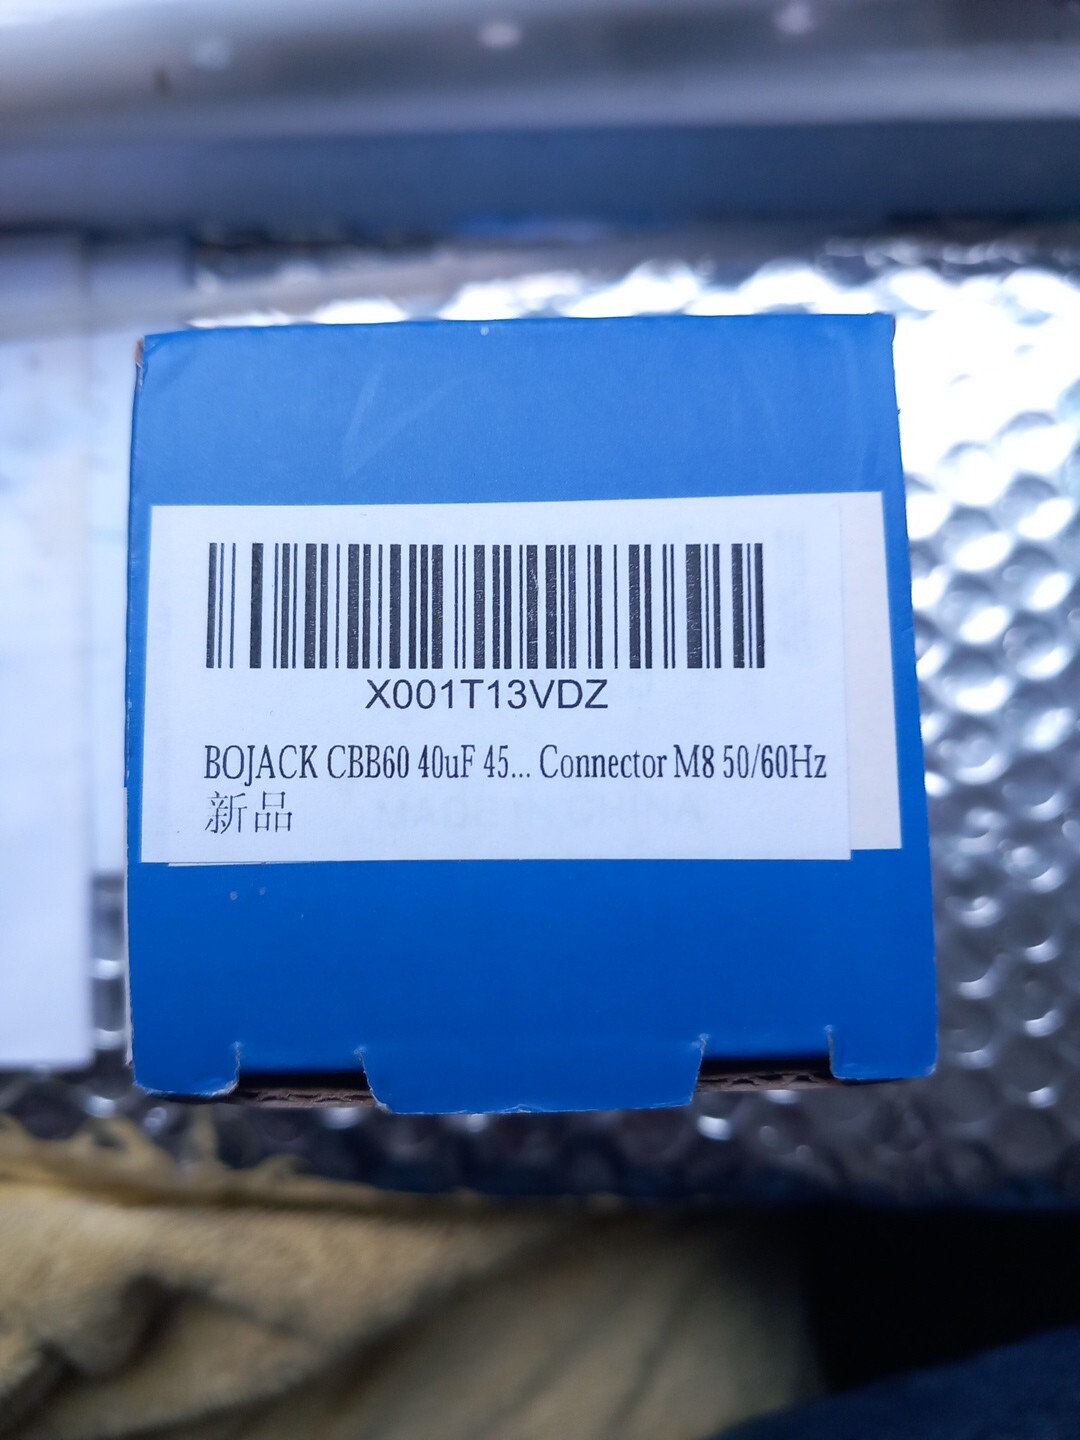 X001T13VDZ
BOJACK CBB60 40uF 45... Connector M8 50/60Hz
新品